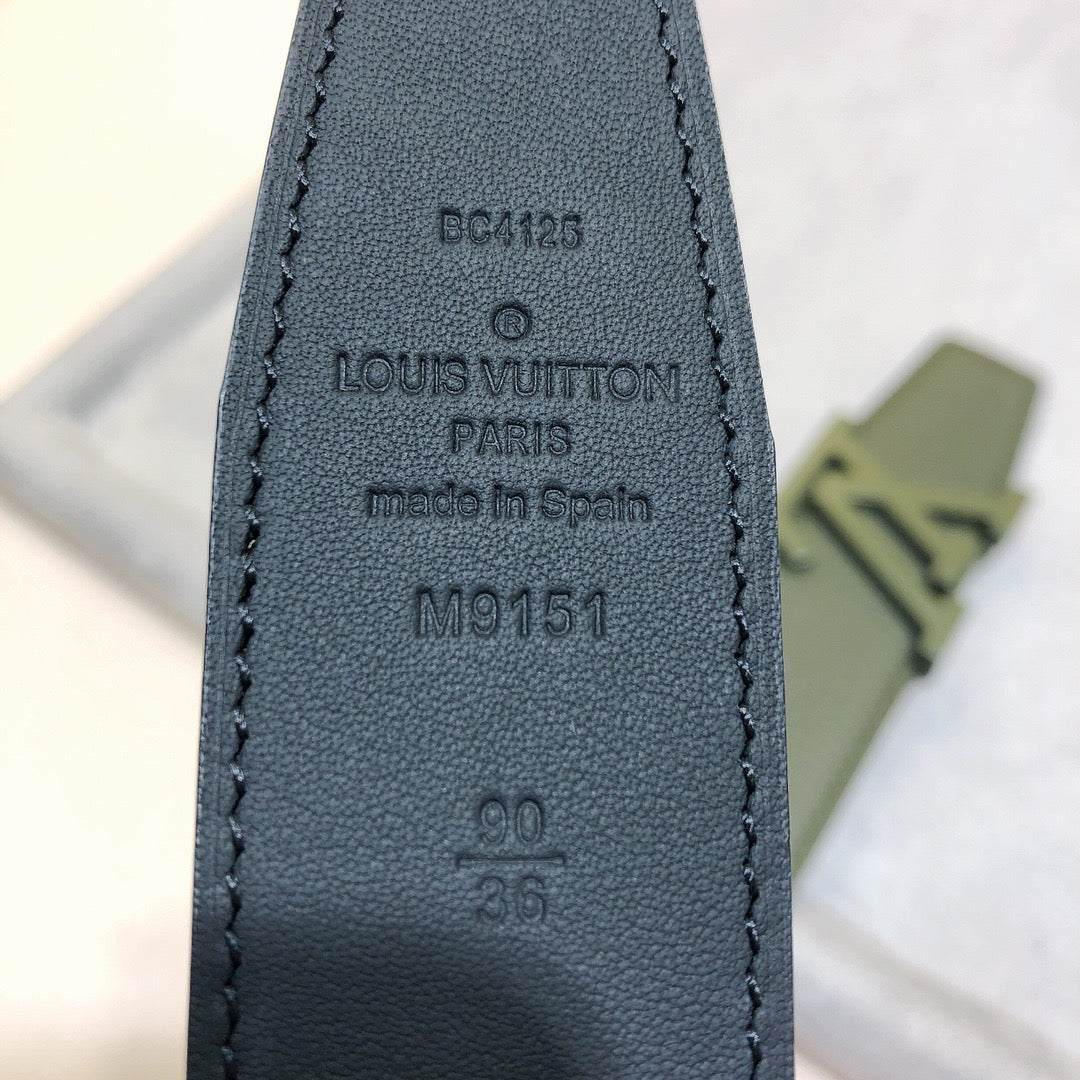 BC4125
®
LOUIS VUITTON
PARIS
made in Spain
M9151
90
36